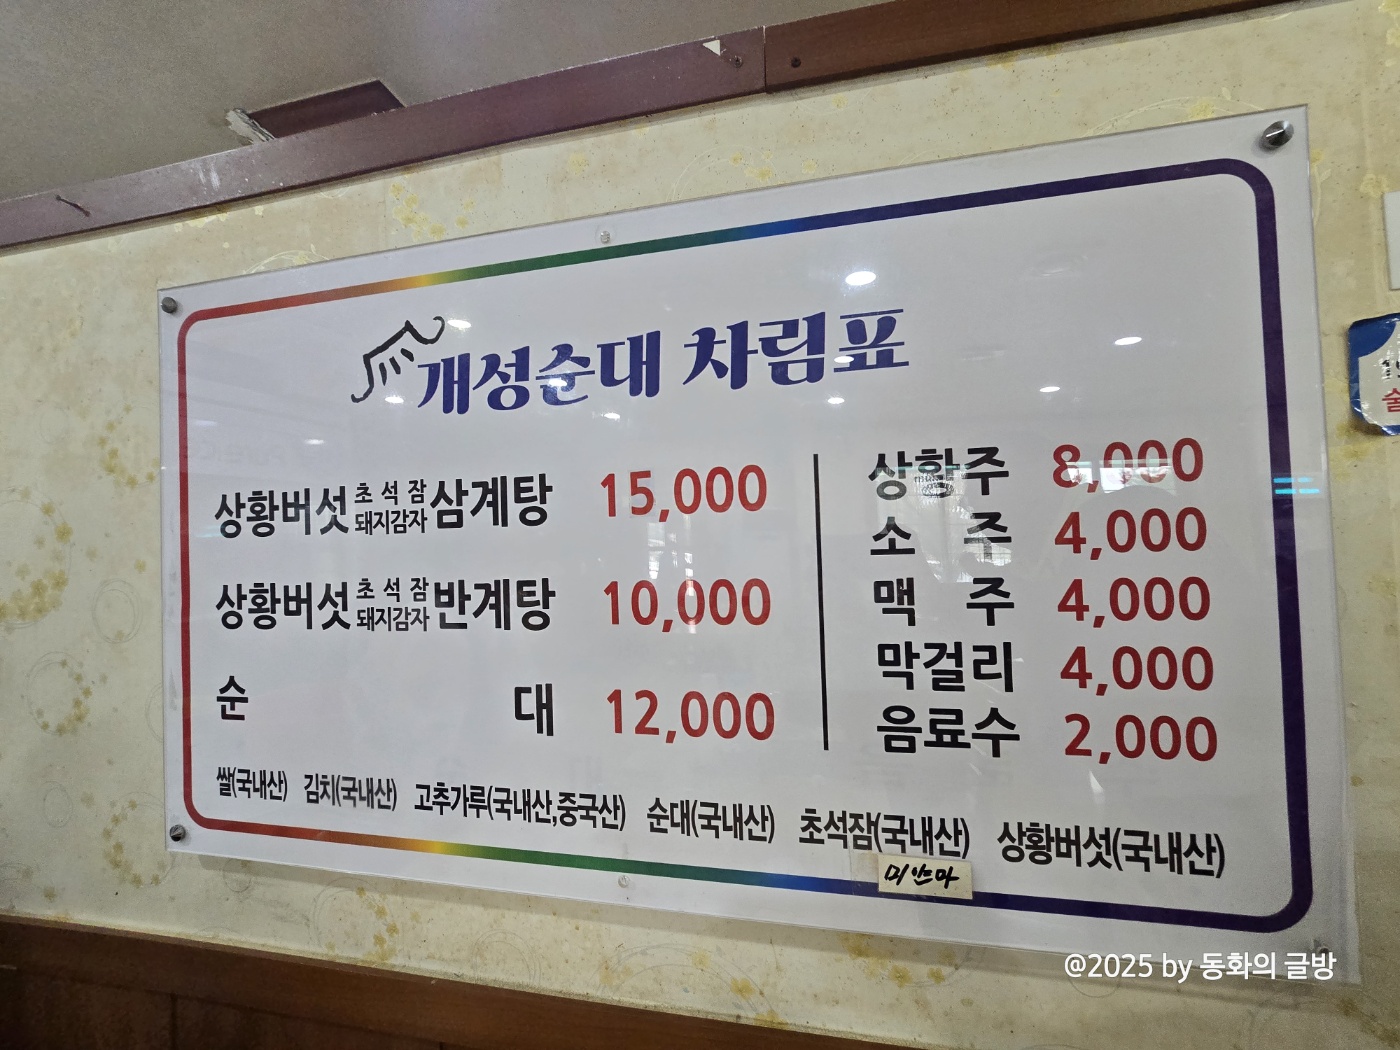 개성순대 차림표
상황버섯 초석잠 돼지감자 삼계탕 15,000
상황버섯 초석잠 돼지감자 반계탕 10,000
순 대 12,000
상황주 8,000
소 주 4,000
맥 주 4,000
막걸리 4,000
음료수 2,000
쌀(국내산) 김치(국내산) 고추가루(국내산,중국산) 순대(국내산) 초석잠(국내산) 상황버섯(국내산)
@2025 by 동화의 글방